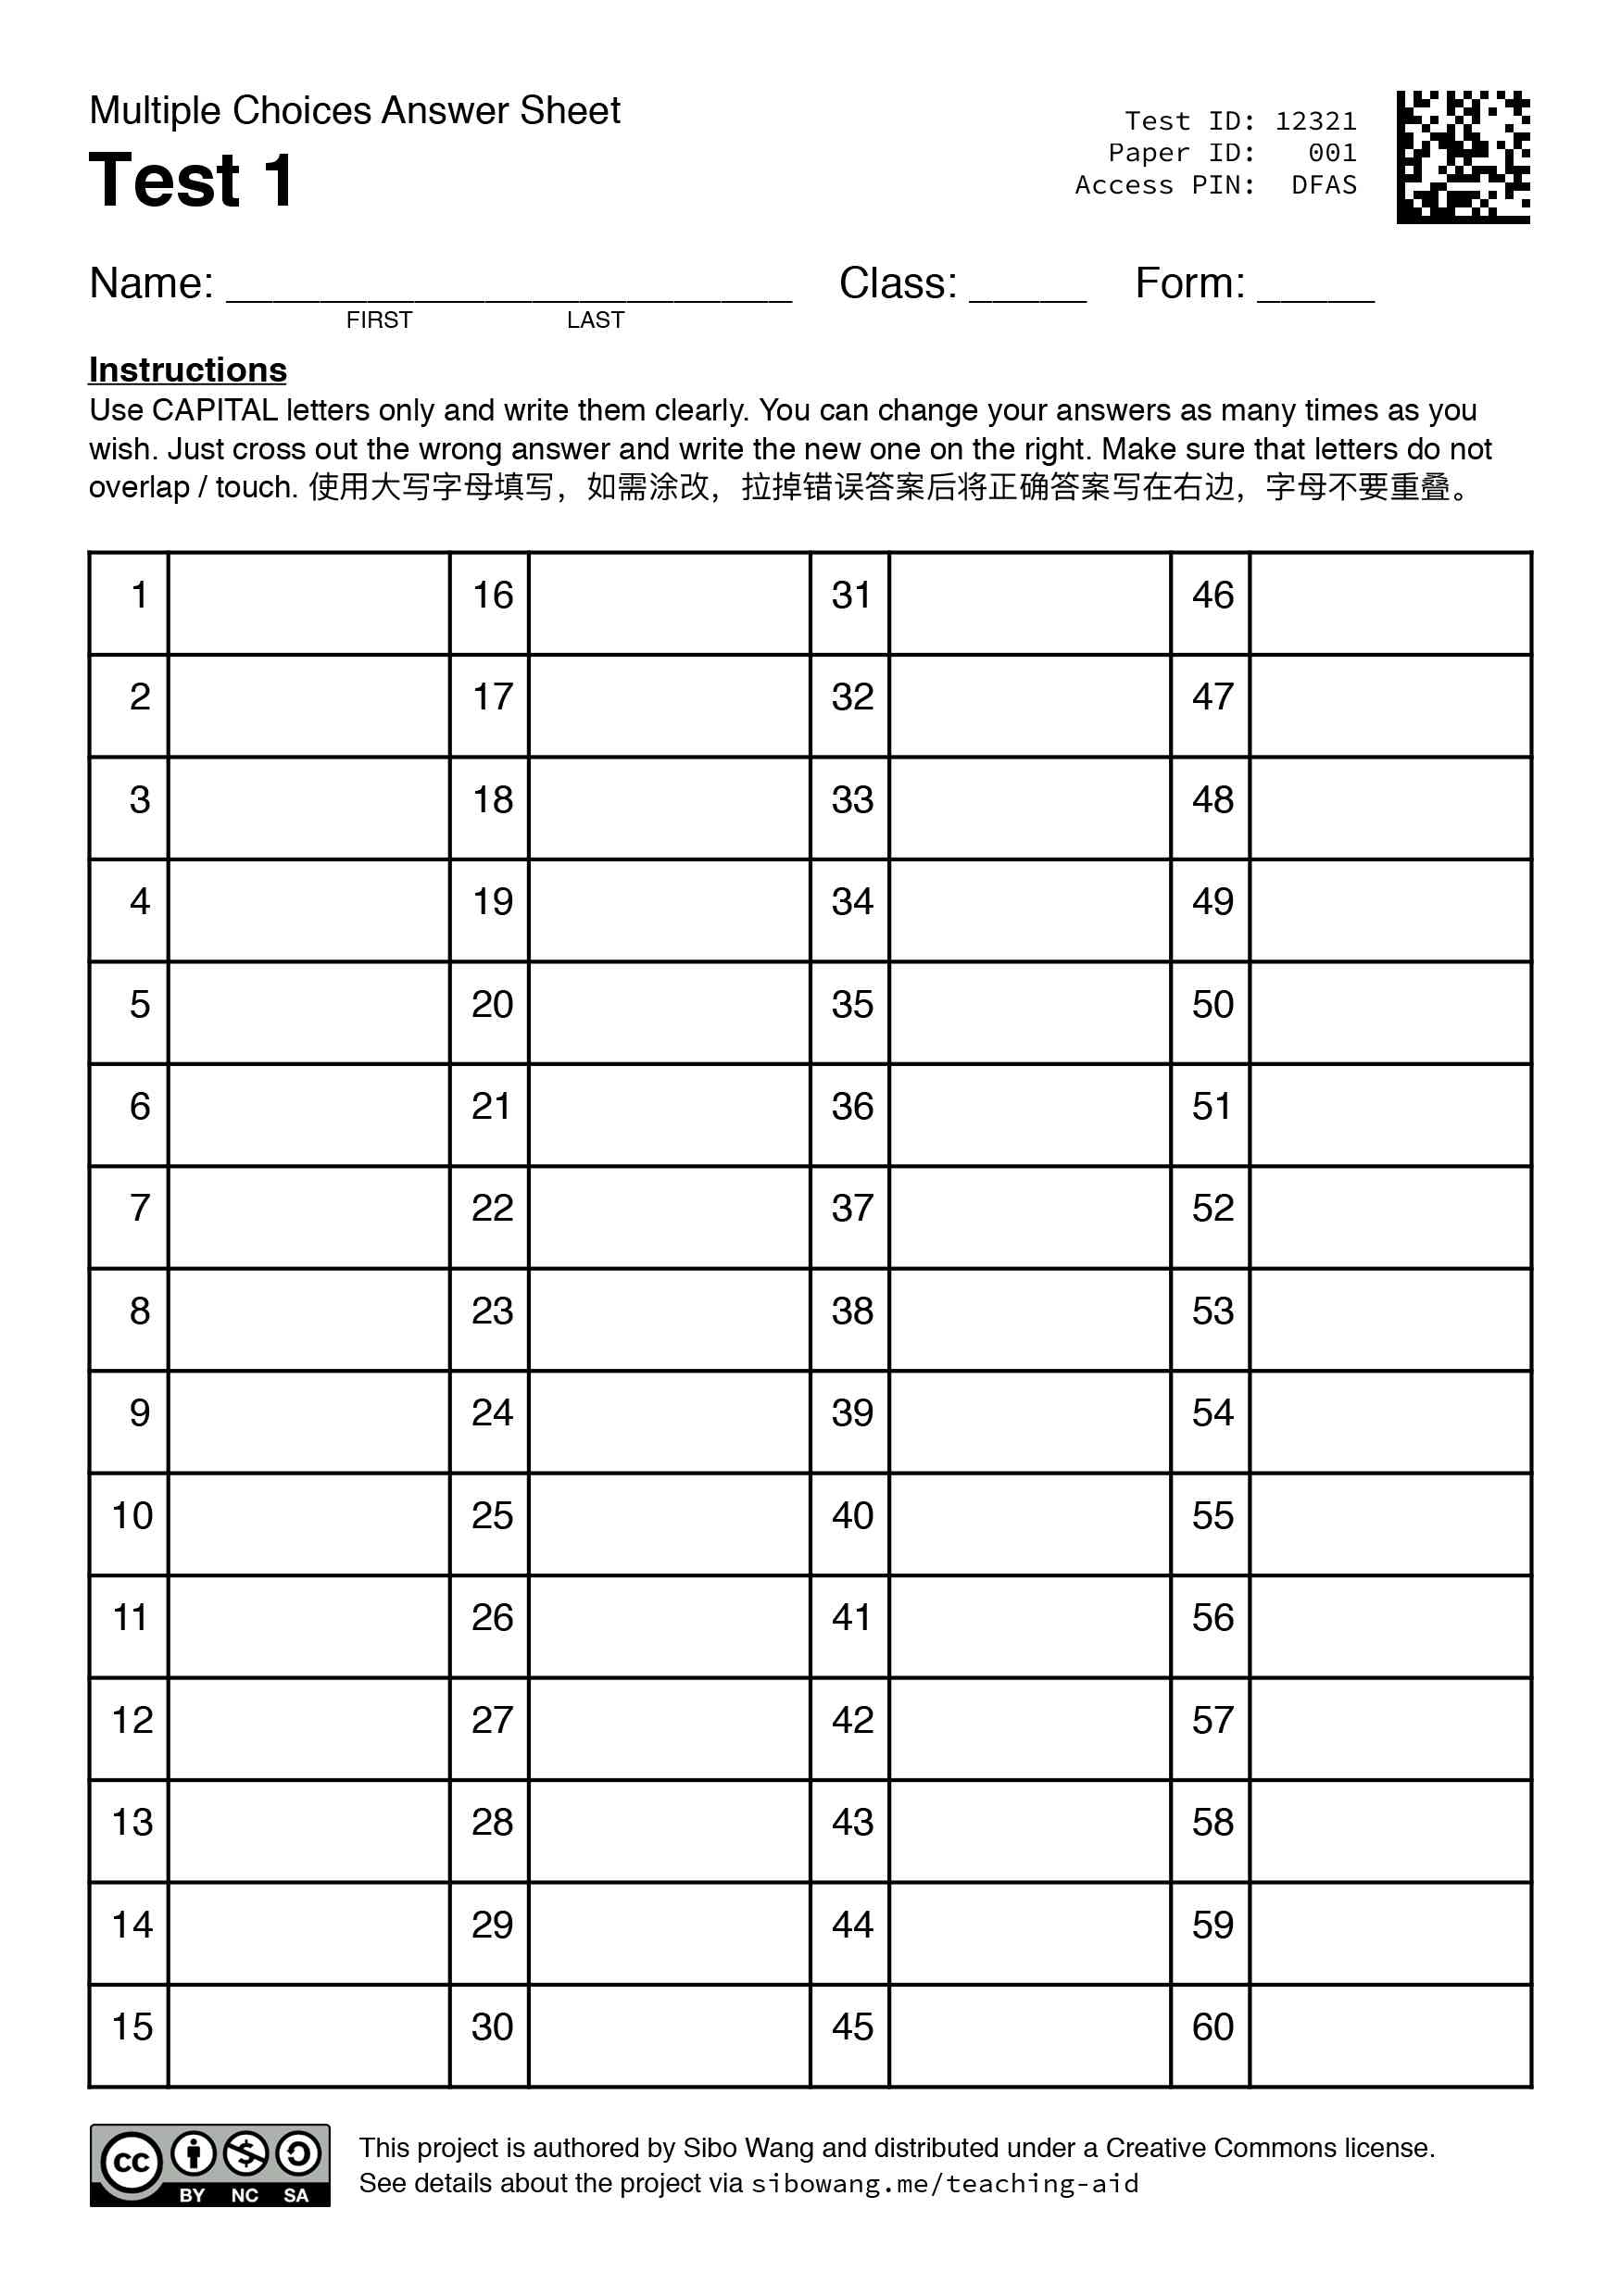 Multiple Choices Answer Sheet
Test 1
Test ID: 12321
Paper ID: 001
Access PIN: DFAS
Name: ________________________ Class: _____ Form: _____
FIRST LAST
Instructions
Use CAPITAL letters only and write them clearly. You can change your answers as many times as you
wish. Just cross out the wrong answer and write the new one on the right. Make sure that letters do not
overlap / touch. 使用大写字母填写，如需涂改，拉掉错误答案后将正确答案写在右边，字母不要重叠。
1 16 31 46
2 17 32 47
3 18 33 48
4 19 34 49
5 20 35 50
6 21 36 51
7 22 37 52
8 23 38 53
9 24 39 54
10 25 40 55
11 26 41 56
12 27 42 57
13 28 43 58
14 29 44 59
15 30 45 60
cc BY NC SA
This project is authored by Sibo Wang and distributed under a Creative Commons license.
See details about the project via sibowang.me/teaching-aid